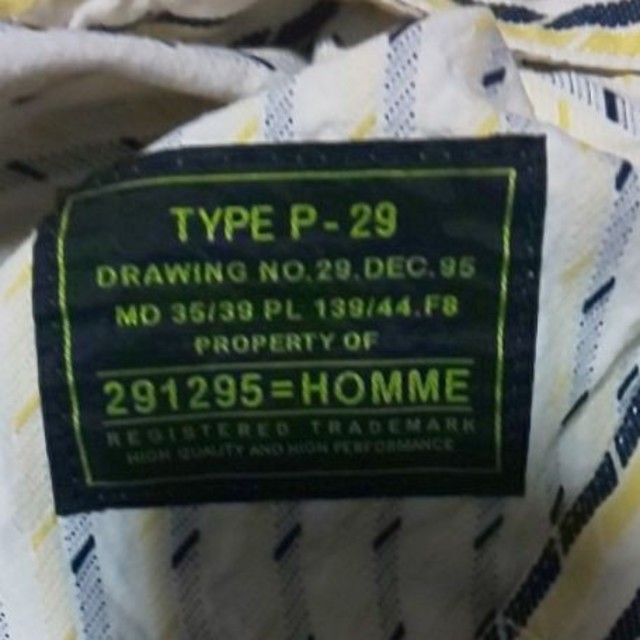 TYPE P-29
DRAWING NO.29.DEC.95
MD 35/39 PL 139/44.F8
PROPERTY OF
291295=HOMME
REGISTERED TRADEMARK
HIGH QUALITY AND HIGH PERFORMANCE